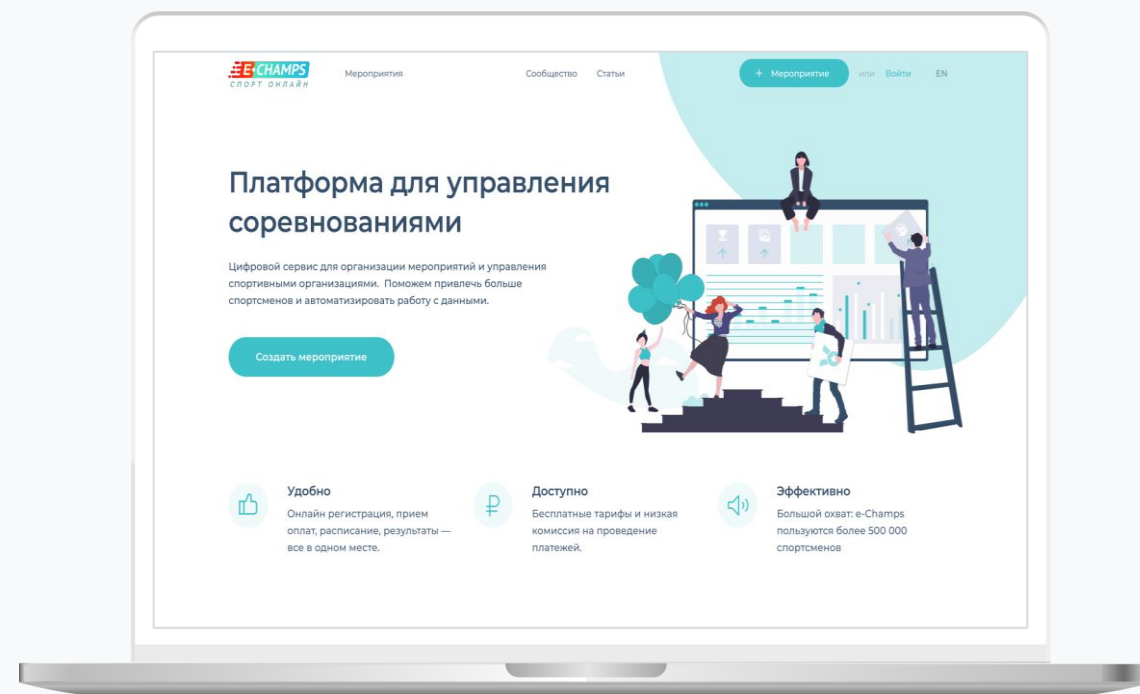 E-CHAMPS
СПОРТ ОНЛАЙН
Мероприятия
Сообщество
Статьи
+ Мероприятие
или
Войти
EN
Платформа для управления
соревнованиями
Цифровой сервис для организации мероприятий и управления
спортивными организациями. Поможем привлечь больше
спортсменов и автоматизировать работу с данными.
Создать мероприятие
Удобно
Онлайн регистрация, прием
оплат, расписание, результаты —
все в одном месте.
Доступно
Бесплатные тарифы и низкая
комиссия на проведение
платежей.
Эффективно
Большой охват: e-Champs
пользуются более 500 000
спортсменов